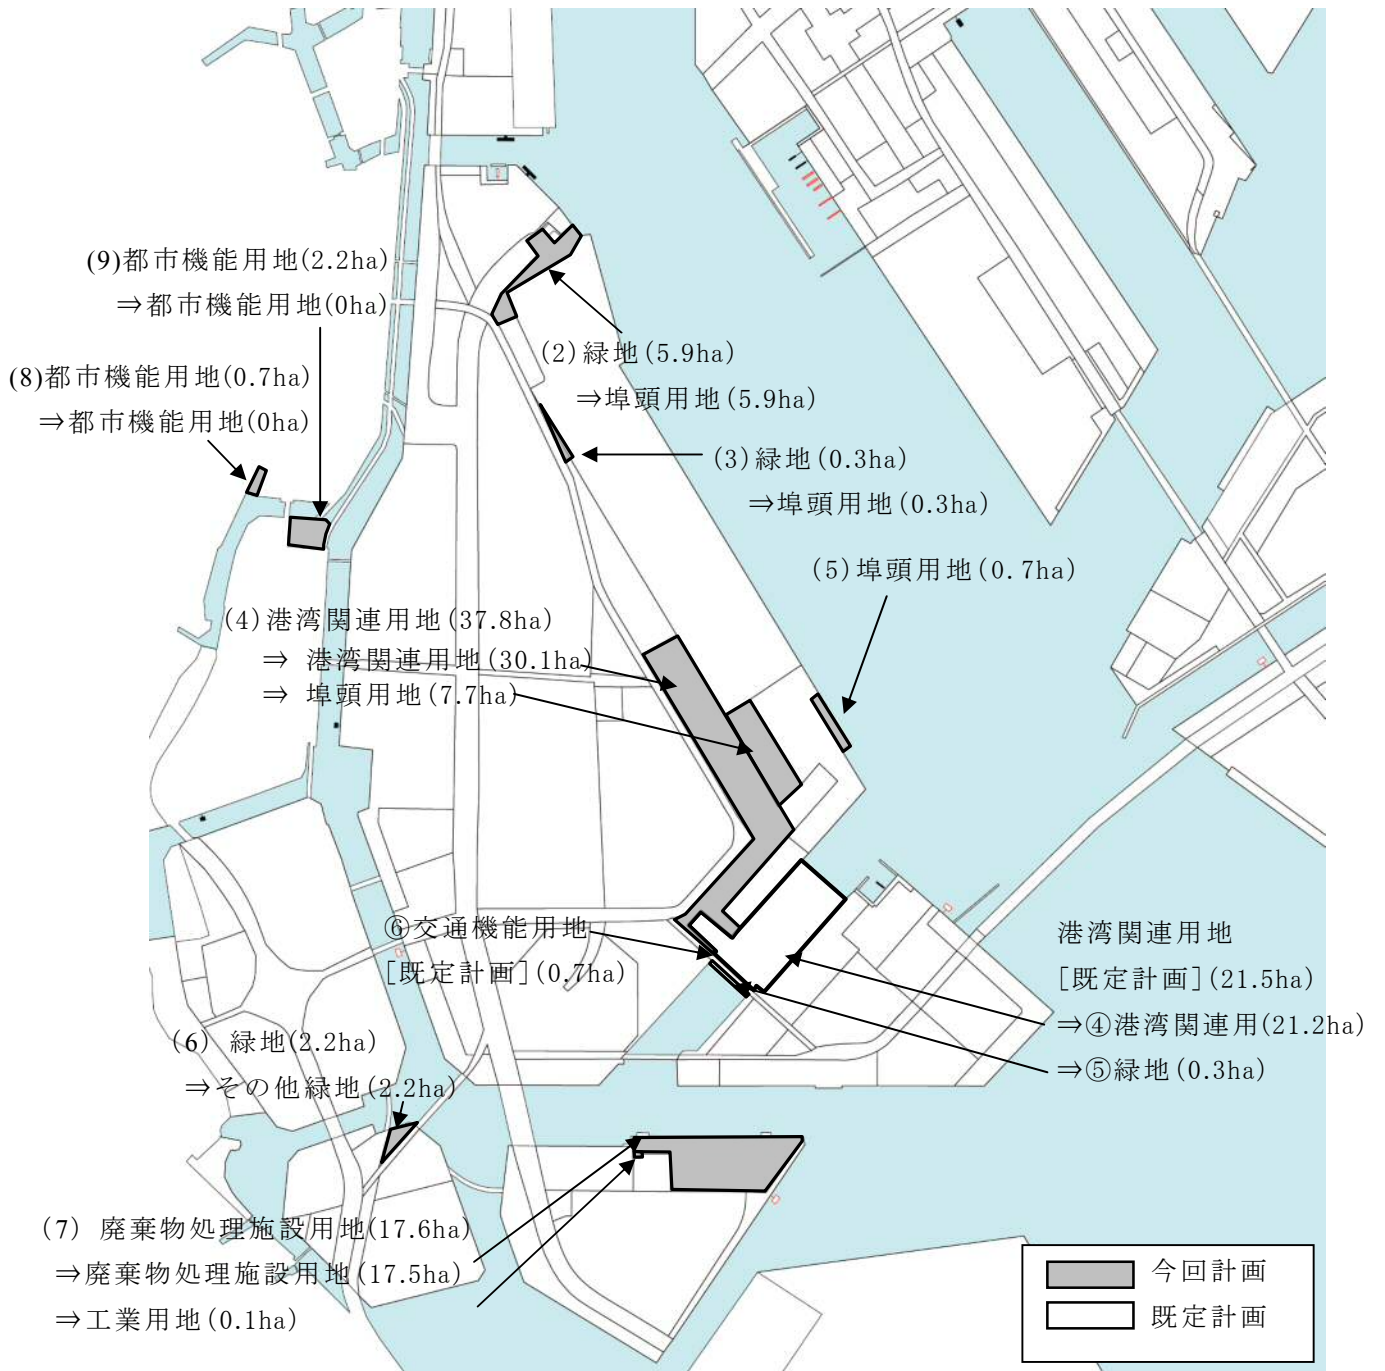 (9)都市機能用地(2.2ha)
⇒都市機能用地(0ha)
(8)都市機能用地(0.7ha)
⇒都市機能用地(0ha)
(2)緑地(5.9ha)
⇒埠頭用地(5.9ha)
(3)緑地(0.3ha)
⇒埠頭用地(0.3ha)
(5)埠頭用地(0.7ha)
(4)港湾関連用地(37.8ha)
⇒ 港湾関連用地(30.1ha)
⇒ 埠頭用地(7.7ha)
⑥交通機能用地
[既定計画](0.7ha)
港湾関連用地
[既定計画](21.5ha)
⇒④港湾関連用(21.2ha)
⇒⑤緑地(0.3ha)
(6) 緑地(2.2ha)
⇒その他緑地(2.2ha)
(7) 廃棄物処理施設用地(17.6ha)
⇒廃棄物処理施設用地(17.5ha)
⇒工業用地(0.1ha)
今回計画
既定計画